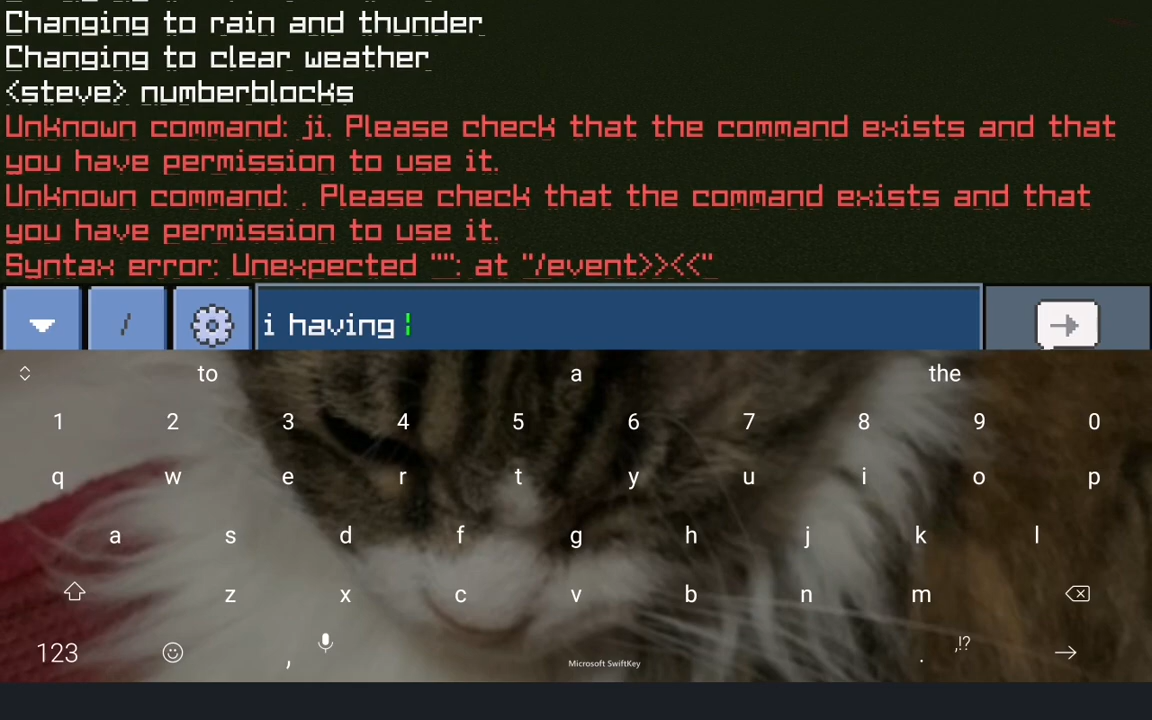 Changing to rain and thunder
Changing to clear weather
<steve> numberblocks
Unknown command: ji. Please check that the command exists and that
you have permission to use it.
Unknown command: . Please check that the command exists and that
you have permission to use it.
Syntax error: Unexpected "": at "/event>><<"
/
i having
to a the
1 2 3 4 5 6 7 8 9 0
q w e r t y u i o p
a s d f g h j k l
z x c v b n m
123 , . ,!?
Microsoft SwiftKey